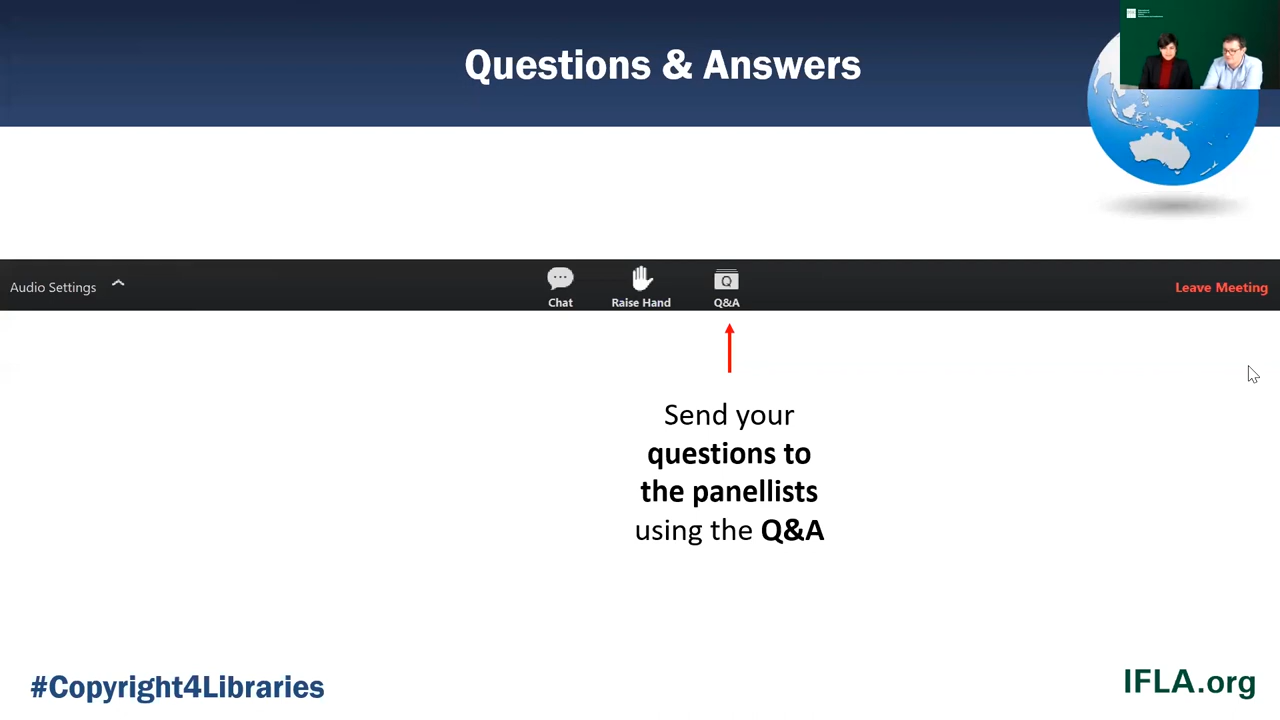 Questions & Answers
Audio Settings
Chat
Raise Hand
Q
Q&A
Leave Meeting
Send your
questions to
the panellists
using the Q&A
#Copyright4Libraries
IFLA.org